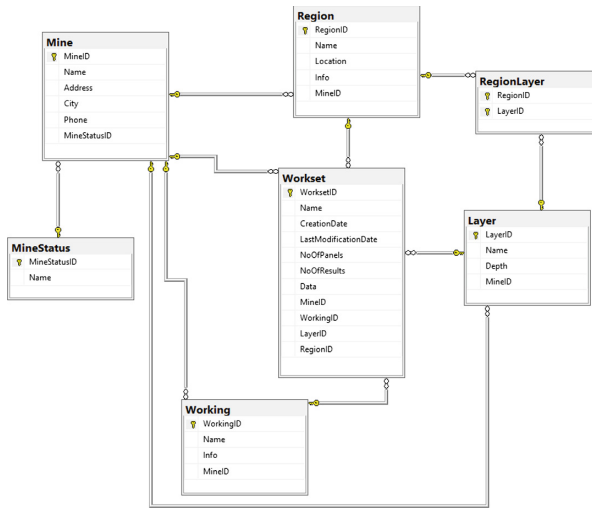 Mine
MineID
Name
Address
City
Phone
MineStatusID
Region
RegionID
Name
Location
Info
MineID
RegionLayer
RegionID
LayerID
Workset
WorksetID
Name
CreationDate
LastModificationDate
NoOfPanels
NoOfResults
Data
MineID
WorkingID
LayerID
RegionID
MineStatus
MineStatusID
Name
Layer
LayerID
Name
Depth
MineID
Working
WorkingID
Name
Info
MineID